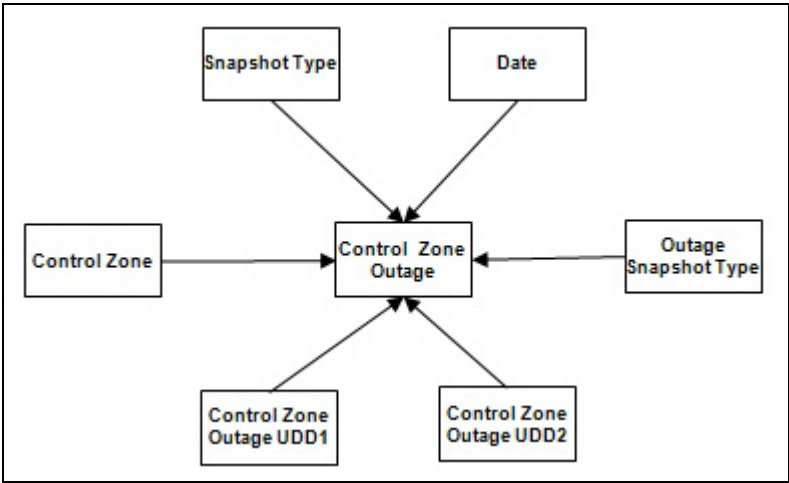 Snapshot Type
Date
Control Zone
Control Zone
Outage
Outage
Snapshot Type
Control Zone
Outage UDD1
Control Zone
Outage UDD2